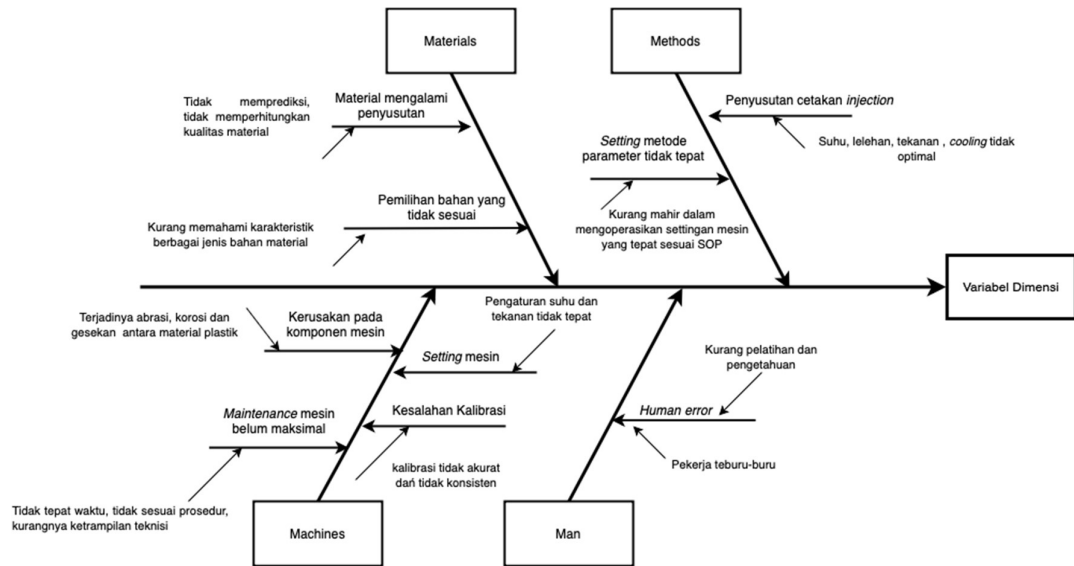 Materials
Methods
Tidak memprediksi,
tidak memperhitungkan
kualitas material
Material mengalami
penyusutan
Penyusutan cetakan injection
Suhu, lelehan, tekanan , cooling tidak
optimal
Setting metode
parameter tidak tepat
Pemilihan bahan yang
tidak sesuai
Kurang memahami karakteristik
berbagai jenis bahan material
Kurang mahir dalam
mengoperasikan settingan mesin
yang tepat sesuai SOP
Variabel Dimensi
Terjadinya abrasi, korosi dan
gesekan antara material plastik
Kerusakan pada
komponen mesin
Pengaturan suhu dan
tekanan tidak tepat
Setting mesin
Kurang pelatihan dan
pengetahuan
Maintenance mesin
belum maksimal
Kesalahan Kalibrasi
Human error
kalibrasi tidak akurat
dan tidak konsisten
Pekerja teburu-buru
Tidak tepat waktu, tidak sesuai prosedur,
kurangnya ketrampilan teknisi
Machines
Man